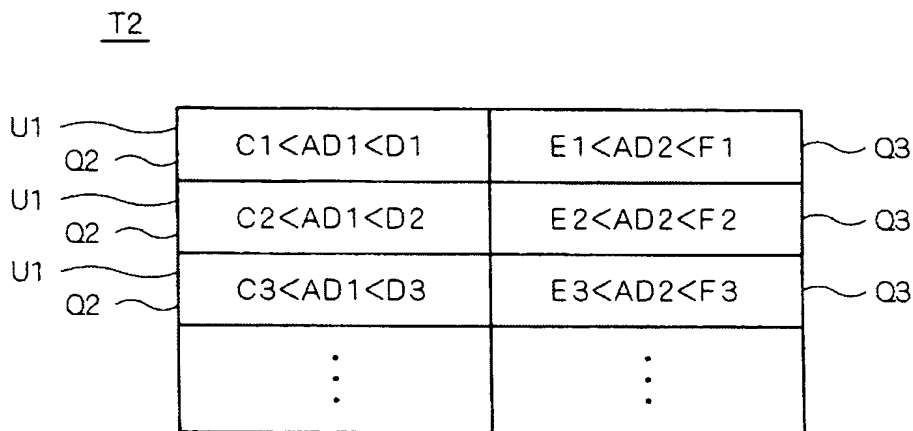 T2
U1
Q2
C1<AD1<D1
E1<AD2<F1
Q3
U1
Q2
C2<AD1<D2
E2<AD2<F2
Q3
U1
Q2
C3<AD1<D3
E3<AD2<F3
Q3